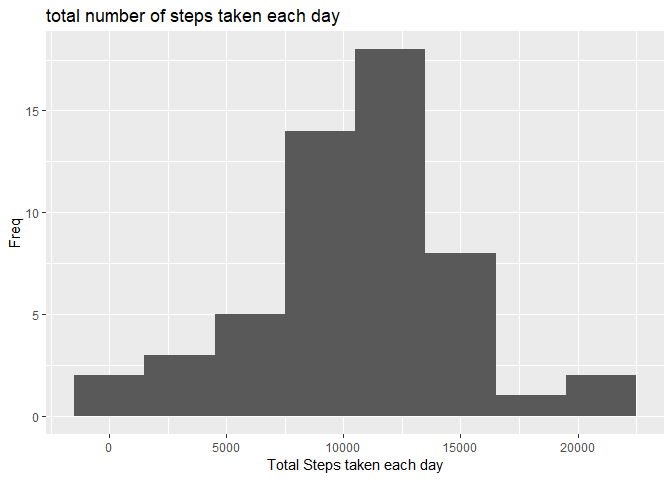 total number of steps taken each day
Freq
15
10
5
0
0 5000 10000 15000 20000
Total Steps taken each day